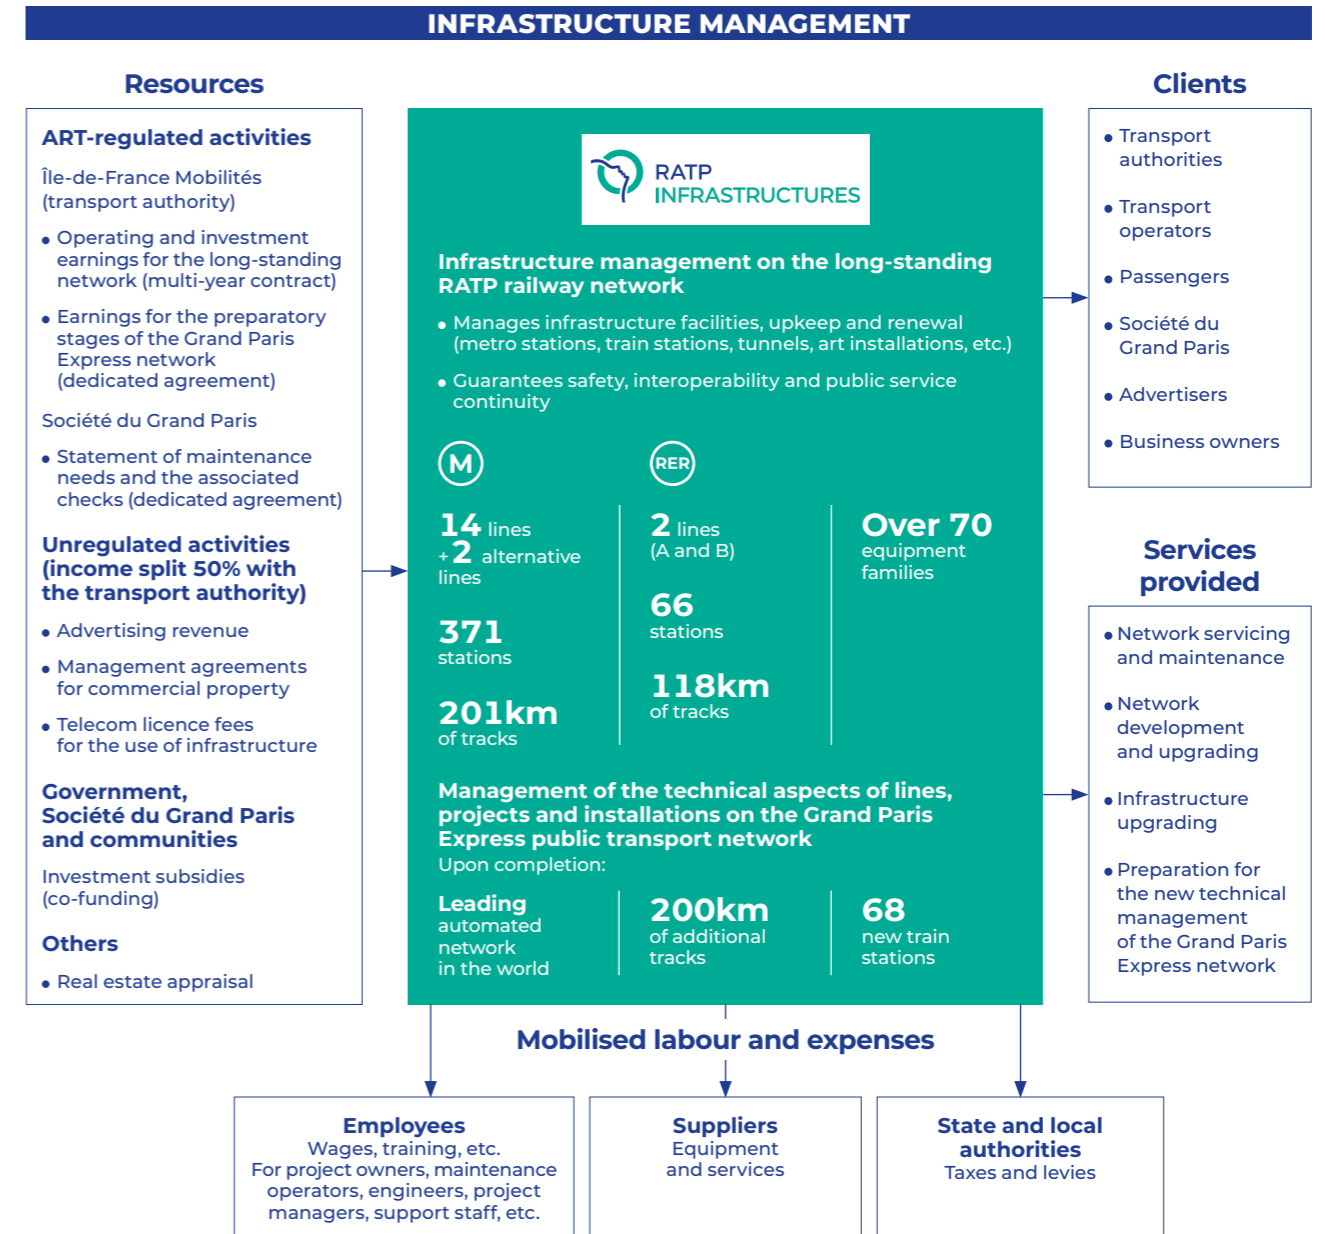 INFRASTRUCTURE MANAGEMENT
Resources
ART-regulated activities
Île-de-France Mobilités
(transport authority)
• Operating and investment
earnings for the long-standing
network (multi-year contract)
• Earnings for the preparatory
stages of the Grand Paris
Express network
(dedicated agreement)
Société du Grand Paris
• Statement of maintenance
needs and the associated
checks (dedicated agreement)
Unregulated activities
(income split 50% with
the transport authority)
• Advertising revenue
• Management agreements
for commercial property
• Telecom licence fees
for the use of infrastructure
Government,
Société du Grand Paris
and communities
Investment subsidies
(co-funding)
Others
• Real estate appraisal
RATP
INFRASTRUCTURES
Infrastructure management on the long-standing
RATP railway network
• Manages infrastructure facilities, upkeep and renewal
(metro stations, train stations, tunnels, art installations, etc.)
• Guarantees safety, interoperability and public service
continuity
M
14 lines
+2 alternative
lines
371
stations
201km
of tracks
RER
2 lines
(A and B)
66
stations
118km
of tracks
Over 70
equipment
families
Management of the technical aspects of lines,
projects and installations on the Grand Paris
Express public transport network
Upon completion:
Leading
automated
network
in the world
200km
of additional
tracks
68
new train
stations
Clients
• Transport
authorities
• Transport
operators
• Passengers
• Société du
Grand Paris
• Advertisers
• Business owners
Services
provided
• Network servicing
and maintenance
• Network
development
and upgrading
• Infrastructure
upgrading
• Preparation for
the new technical
management
of the Grand Paris
Express network
Mobilised labour and expenses
Employees
Wages, training, etc.
For project owners, maintenance
operators, engineers, project
managers, support staff, etc.
Suppliers
Equipment
and services
State and local
authorities
Taxes and levies